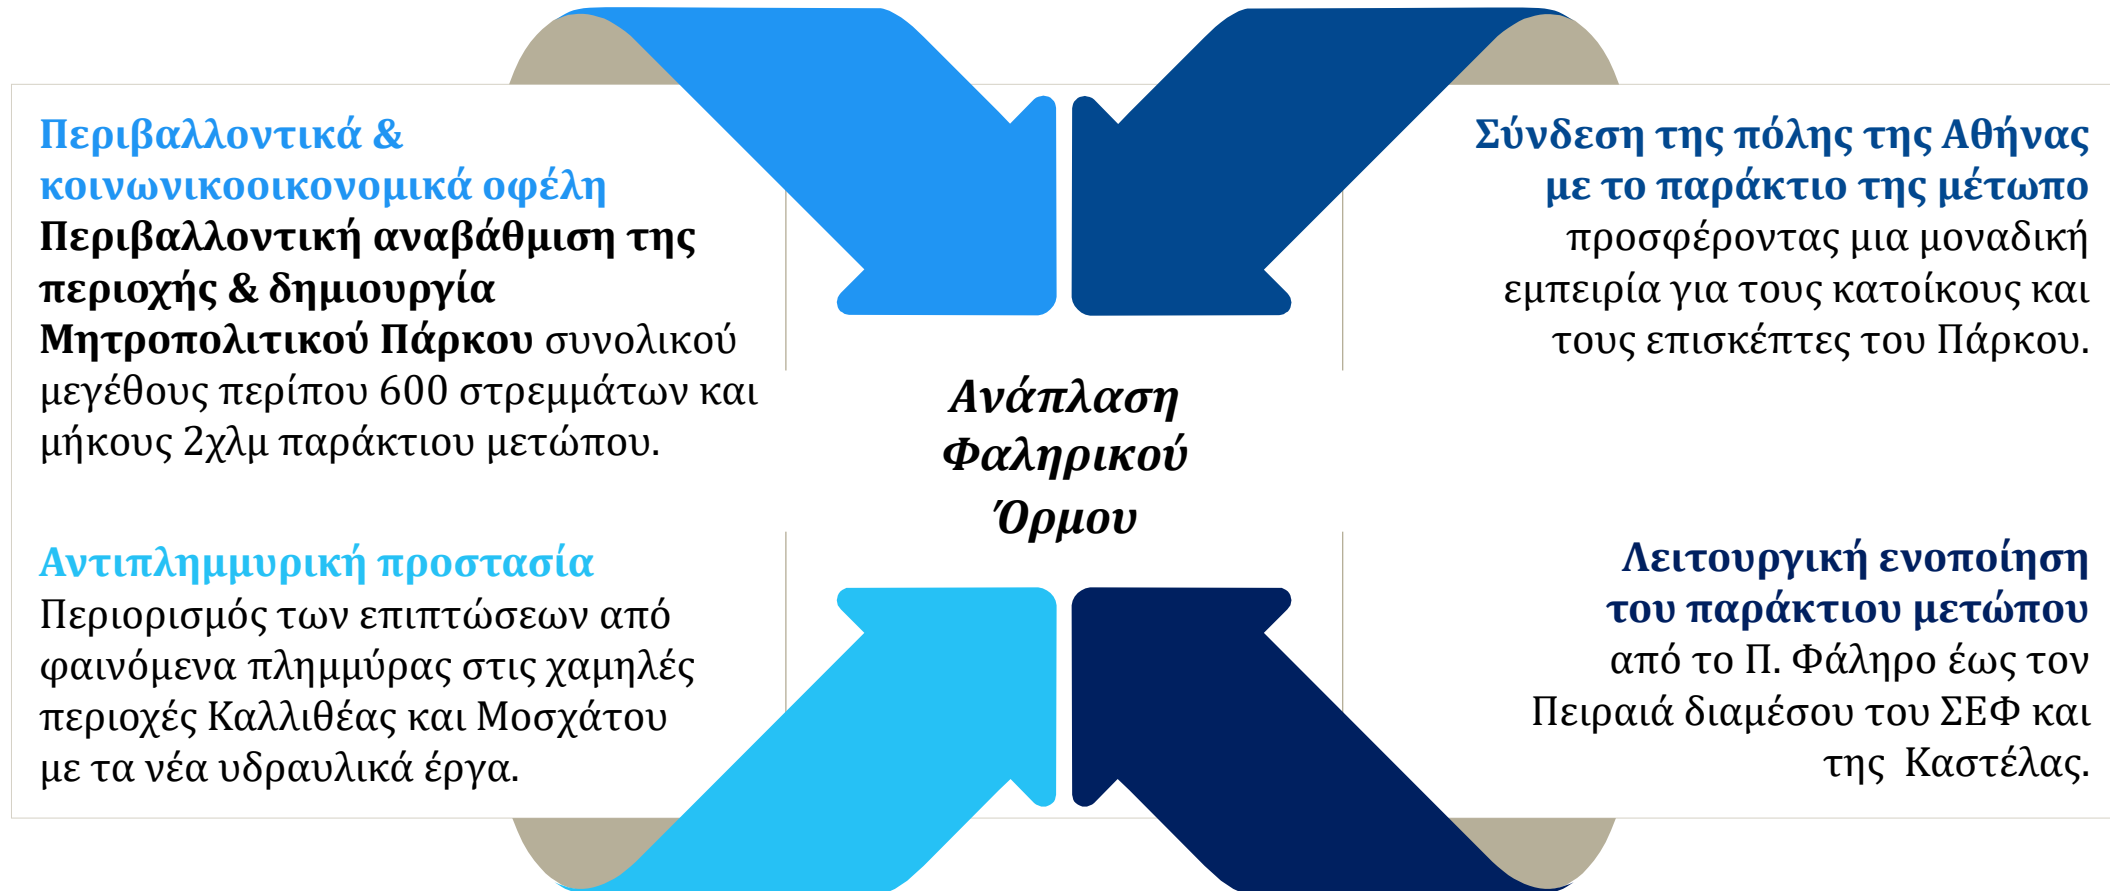 Περιβαλλοντικά &
κοινωνικοοικονομικά οφέλη
Περιβαλλοντική αναβάθμιση της
περιοχής & δημιουργία
Μητροπολιτικού Πάρκου συνολικού
μεγέθους περίπου 600 στρεμμάτων και
μήκους 2χλμ παράκτιου μετώπου.
Σύνδεση της πόλης της Αθήνας
με το παράκτιο της μέτωπο
προσφέροντας μια μοναδική
εμπειρία για τους κατοίκους και
τους επισκέπτες του Πάρκου.
Ανάπλαση
Φαληρικού
Όρμου
Αντιπλημμυρική προστασία
Περιορισμός των επιπτώσεων από
φαινόμενα πλημμύρας στις χαμηλές
περιοχές Καλλιθέας και Μοσχάτου
με τα νέα υδραυλικά έργα.
Λειτουργική ενοποίηση
του παράκτιου μετώπου
από το Π. Φάληρο έως τον
Πειραιά διαμέσου του ΣΕΦ και
της  Καστέλας.